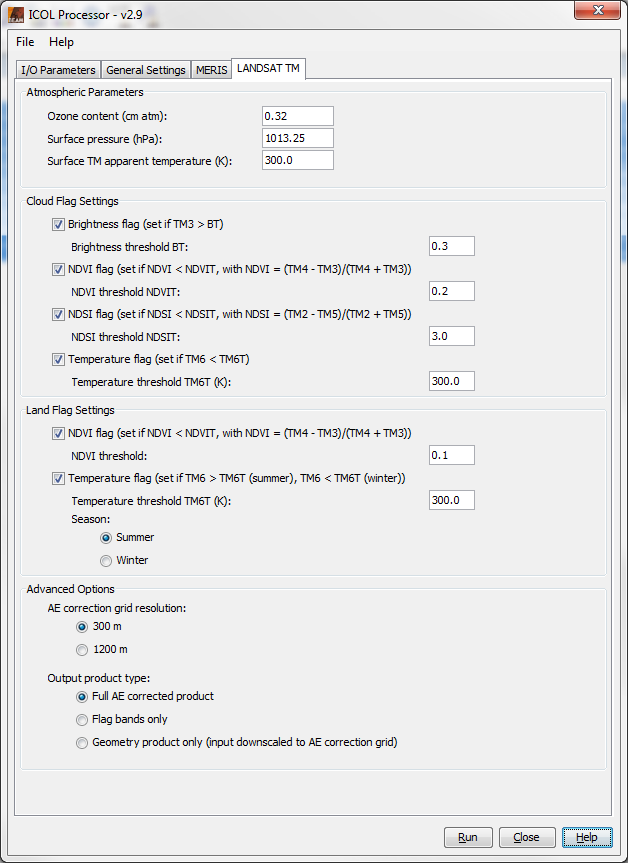 ICOL Processor - v2.9
File Help
I/O Parameters General Settings MERIS LANDSAT TM
Atmospheric Parameters
Ozone content (cm atm): 0.32
Surface pressure (hPa): 1013.25
Surface TM apparent temperature (K): 300.0
Cloud Flag Settings
Brightness flag (set if TM3 > BT)
Brightness threshold BT: 0.3
NDVI flag (set if NDVI < NDVIT, with NDVI = (TM4 - TM3)/(TM4 + TM3))
NDVI threshold NDVIT: 0.2
NDSI flag (set if NDSI < NDSIT, with NDSI = (TM2 - TM5)/(TM2 + TM5))
NDSI threshold NDSIT: 3.0
Temperature flag (set if TM6 < TM6T)
Temperature threshold TM6T (K): 300.0
Land Flag Settings
NDVI flag (set if NDVI < NDVIT, with NDVI = (TM4 - TM3)/(TM4 + TM3))
NDVI threshold: 0.1
Temperature flag (set if TM6 > TM6T (summer), TM6 < TM6T (winter))
Temperature threshold TM6T (K): 300.0
Season:
Summer
Winter
Advanced Options
AE correction grid resolution:
300 m
1200 m
Output product type:
Full AE corrected product
Flag bands only
Geometry product only (input downscaled to AE correction grid)
Run Close Help